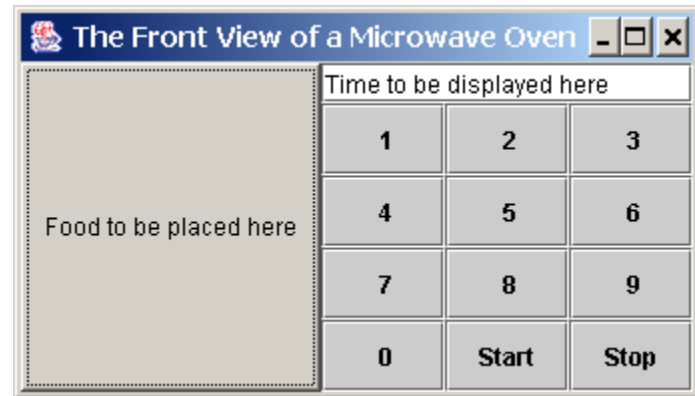 The Front View of a Microwave Oven
Time to be displayed here
1 2 3
Food to be placed here
4 5 6
7 8 9
0 Start Stop